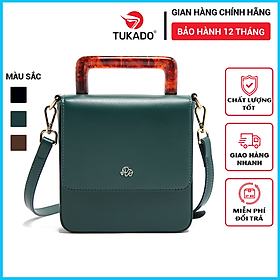 TUKADO
GIAN HÀNG CHÍNH HÃNG
BẢO HÀNH 12 THÁNG
MÀU SẮC
CHẤT LƯỢNG
TỐT
GIAO HÀNG
NHANH
MIỄN PHÍ
ĐỔI TRẢ